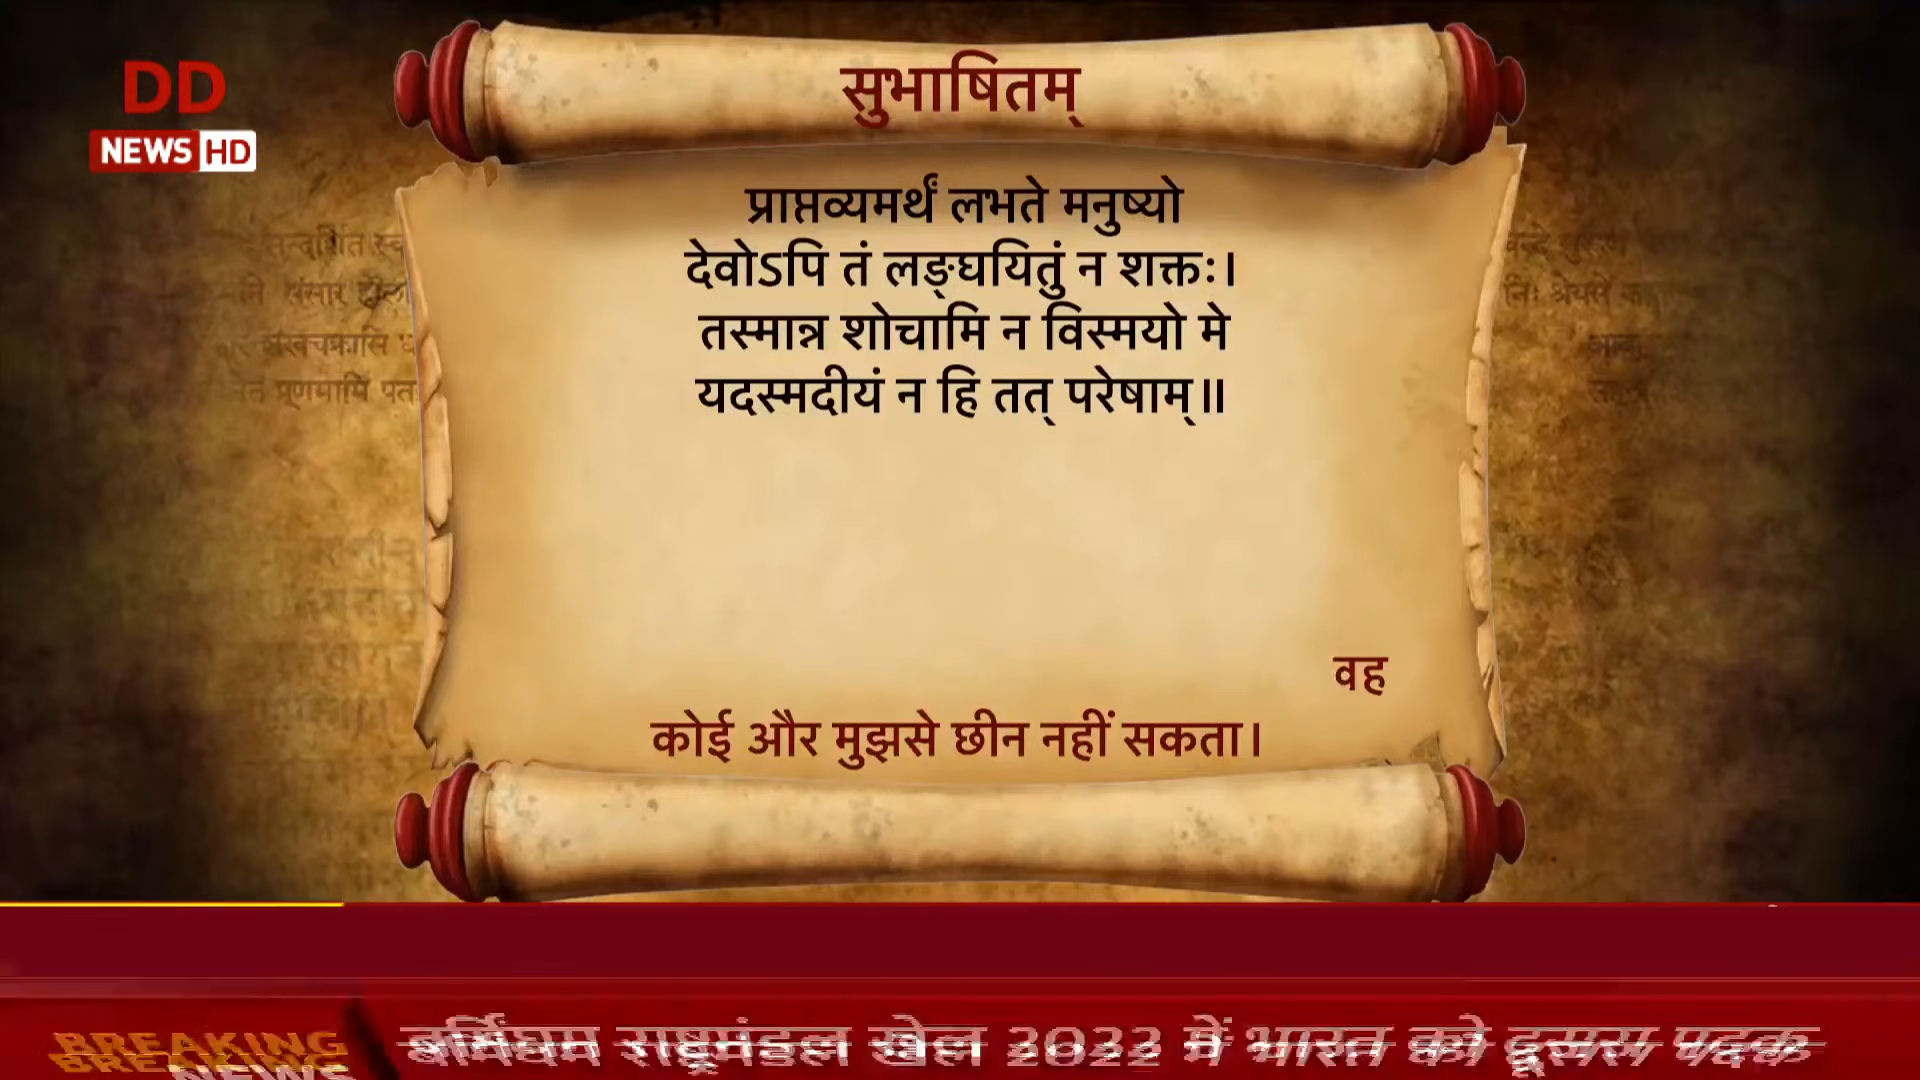 DD
NEWS HD
सुभाषितम्
प्राप्तव्यमर्थं लभते मनुष्यो
देवोऽपि तं लङ्घयितुं न शक्तः।
तस्मान्न शोचामि न विस्मयो मे
यदस्मदीयं न हि तत् परेषाम्॥
वह
कोई और मुझसे छीन नहीं सकता।
BREAKING
NEWS
बर्मिंघम राष्ट्रमंडल खेल 2022 में भारत को दूसरा पदक